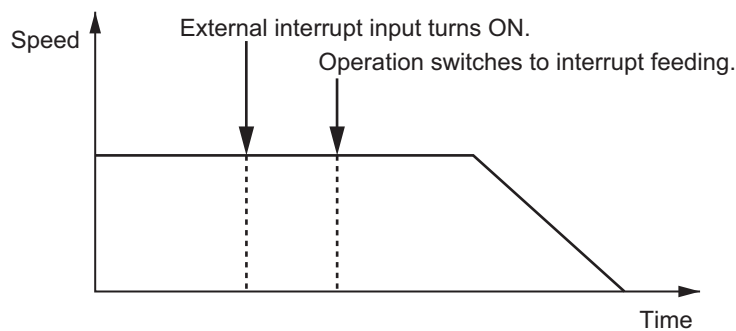 External interrupt input turns ON.
Speed
Operation switches to interrupt feeding.
Time